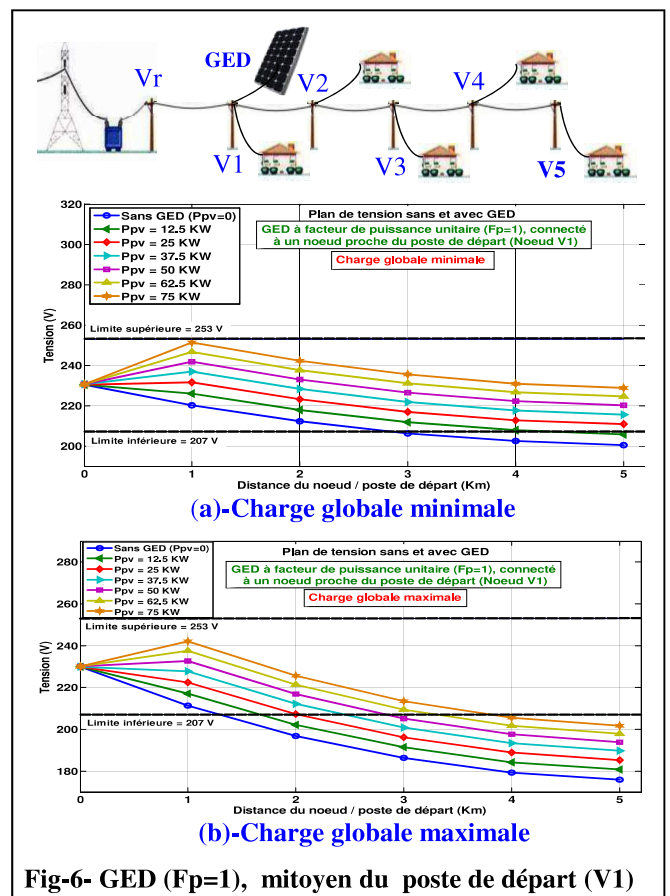 GED
Vr
V2
V4
V1
V3
V5
Sans GED (Ppv=0)
Ppv = 12.5 KW
Ppv = 25 KW
Ppv = 37.5 KW
Ppv = 50 KW
Ppv = 62.5 KW
Ppv = 75 KW
Plan de tension sans et avec GED
GED à facteur de puissance unitaire (Fp=1), connecté
à un noeud proche du poste de départ (Noeud V1)
Charge globale minimale
Limite supérieure = 253 V
Limite inférieure = 207 V
Tension (V)
320
300
280
260
240
220
200
0 1 2 3 4 5
Distance du noeud / poste de départ (Km)
(a)-Charge globale minimale
Sans GED (Ppv=0)
Ppv = 12.5 KW
Ppv = 25 KW
Ppv = 37.5 KW
Ppv = 50 KW
Ppv = 62.5 KW
Ppv = 75 KW
Plan de tension sans et avec GED
GED à facteur de puissance unitaire (Fp=1), connecté
à un noeud proche du poste de départ (Noeud V1)
Charge globale maximale
Limite supérieure = 253 V
Limite inférieure = 207 V
Tension (V)
280
260
240
220
200
180
0 1 2 3 4 5
Distance du noeud / poste de départ (Km)
(b)-Charge globale maximale
Fig-6- GED (Fp=1), mitoyen du poste de départ (V1)